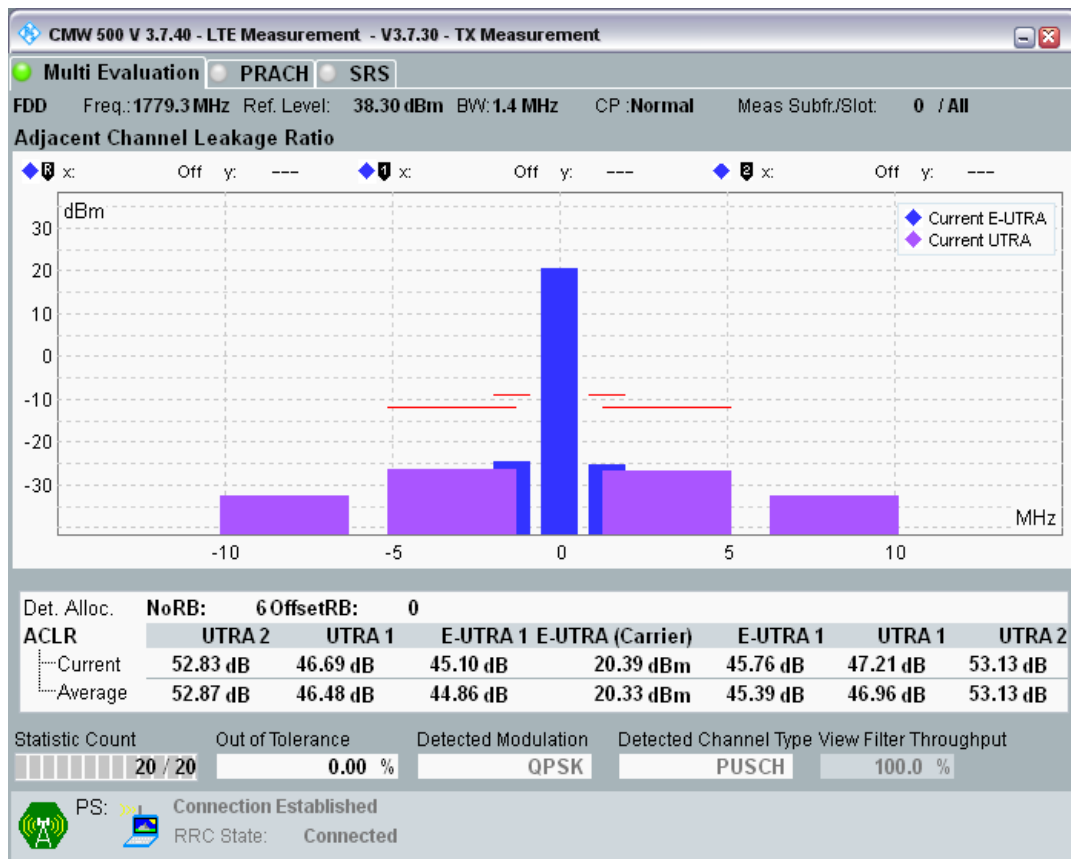 CMW 500 V 3.7.40 - LTE Measurement - V3.7.30 - TX Measurement
Multi Evaluation PRACH SRS
FDD Freq.: 1779.3 MHz Ref. Level: 38.30 dBm BW: 1.4 MHz CP :Normal Meas Subfr./Slot: 0 / All
Adjacent Channel Leakage Ratio
R x: Off y: --- 1 x: Off y: --- 2 x: Off y: ---
dBm
Current E-UTRA
Current UTRA
30
20
10
0
-10
-20
-30
MHz
-10 -5 0 5 10
Det. Alloc. NoRB: 6 OffsetRB: 0
ACLR UTRA 2 UTRA 1 E-UTRA 1 E-UTRA (Carrier) E-UTRA 1 UTRA 1 UTRA 2
Current 52.83 dB 46.69 dB 45.10 dB 20.39 dBm 45.76 dB 47.21 dB 53.13 dB
Average 52.87 dB 46.48 dB 44.86 dB 20.33 dBm 45.39 dB 46.96 dB 53.13 dB
Statistic Count Out of Tolerance Detected Modulation Detected Channel Type View Filter Throughput
20 / 20 0.00 % QPSK PUSCH 100.0 %
PS: Connection Established
RRC State: Connected